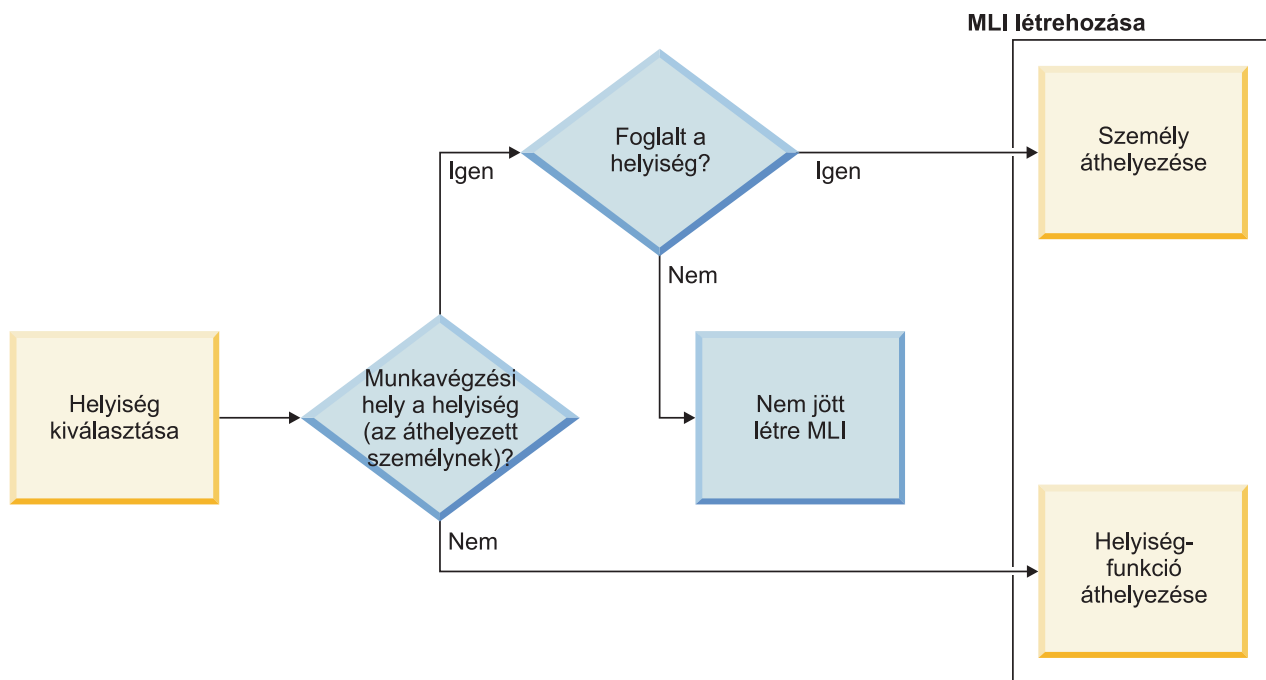 MLI létrehozása
Foglalt a
helyiség?
Igen
Igen
Személy
áthelyezése
Nem
Helyiség
kiválasztása
Munkavégzési
hely a helyiség
(az áthelyezett
személynek)?
Nem jött
létre MLI
Nem
Helyiség-
funkció
áthelyezése